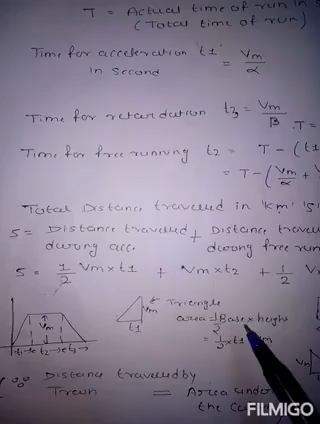 T = Actual time of run in s
(Total time of run)
Time for acceleration 't1' = Vm/α
in second
Time for retardation t3 = Vm/β . T =
Time for free running t2 = T - (t1
= T - (Vm/α +
Total Distance travelled in 'km' 'S'
S = Distance travelled + Distance travelle
during acc. during free run
S = 1/2 Vm × t1 + Vm × t2 + 1/2 V
Triangle
Vm
area = 1/2 Base × height
t1
= 1/2 × t1
Vm
t1 t2 t3
∴ Distance travelled by
Train = Area under
the C
FILMIGO